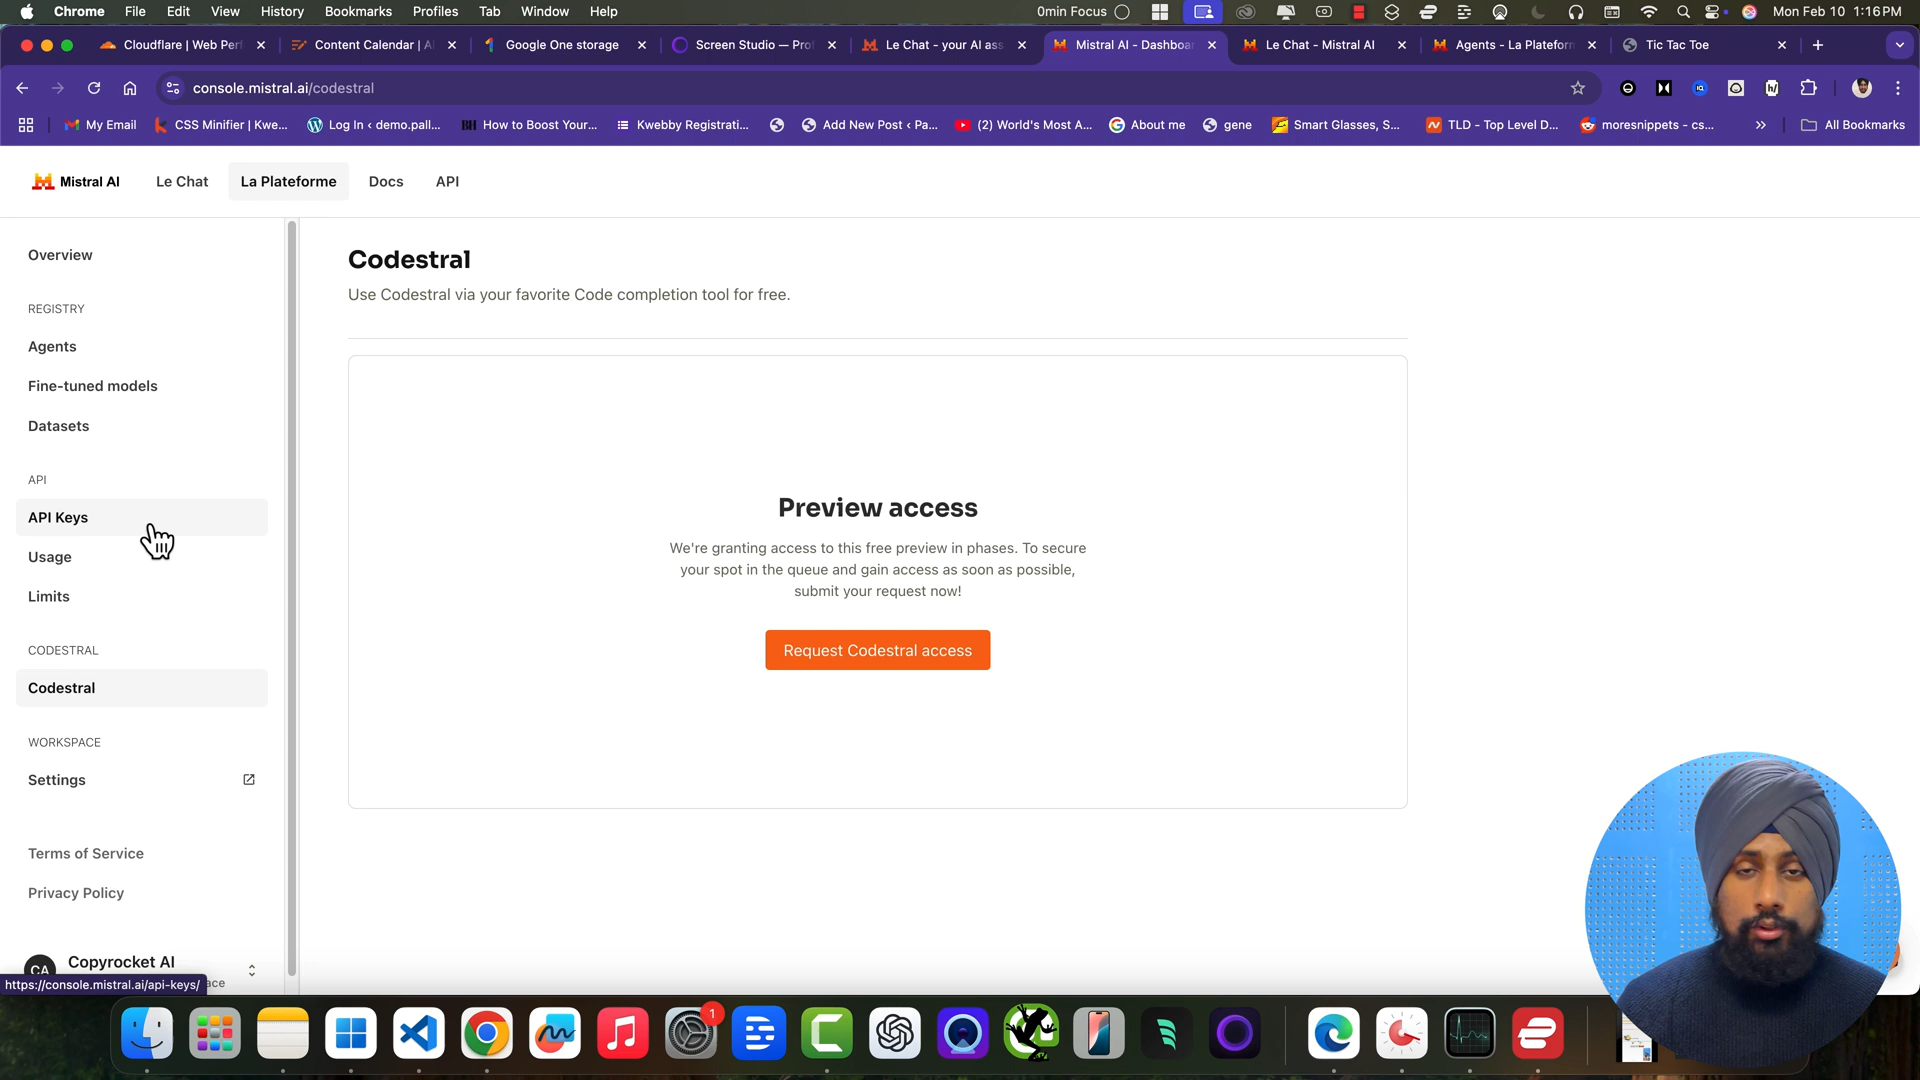 Chrome File Edit View History Bookmarks Profiles Tab Window Help 0min Focus Mon Feb 10 1:16 PM
Cloudflare | Web Perf Content Calendar | A Google One storage Screen Studio — Prof Le Chat - your AI ass Mistral AI - Dashboar Le Chat - Mistral AI Agents - La Plateform Tic Tac Toe
console.mistral.ai/codestral
My Email CSS Minifier | Kwe... Log In ‹ demo.pall... How to Boost Your... Kwebby Registrati... Add New Post ‹ Pa... (2) World's Most A... About me gene Smart Glasses, S... TLD - Top Level D... moresnippets - cs... » All Bookmarks
Mistral AI Le Chat La Plateforme Docs API
Overview
REGISTRY
Agents
Fine-tuned models
Datasets
API
API Keys
Usage
Limits
CODESTRAL
Codestral
WORKSPACE
Settings
Terms of Service
Privacy Policy
CA Copyrocket AI
https://console.mistral.ai/api-keys/
Codestral
Use Codestral via your favorite Code completion tool for free.
Preview access
We're granting access to this free preview in phases. To secure
your spot in the queue and gain access as soon as possible,
submit your request now!
Request Codestral access
1